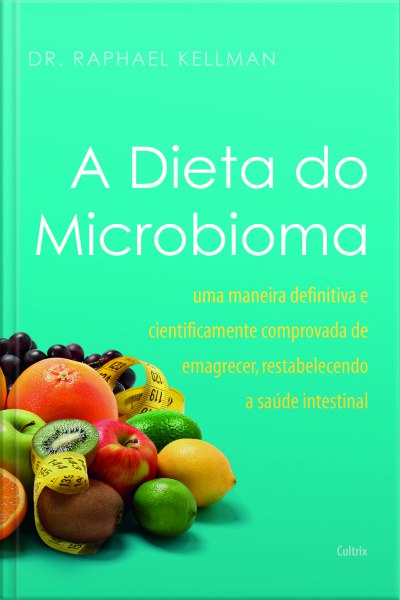 DR. RAPHAEL KELLMAN
A Dieta do
Microbioma
uma maneira definitiva e
cientificamente comprovada de
emagrecer, restabelecendo
a saúde intestinal
Cultrix